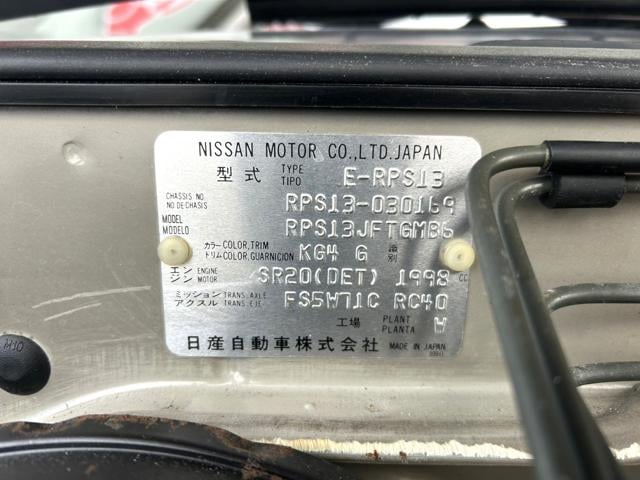 NISSAN MOTOR CO.,LTD.JAPAN
型式 TYPE TIPO E-RPS13
CHASSIS NO. NO DE CHASIS RPS13-030169
MODEL MODELO RPS13JFTGMB6
カラー COLOR,TRIM トリム COLOR,GUARNICION KG4 G 識別
エンジン ENGINE MOTOR SR20(DET) 1998 CC
ミッション TRANS. アクスル AXLE TRANS.EJE FS5W71C RC40
工場 PLANT PLANTA W
日産自動車株式会社 MADE IN JAPAN